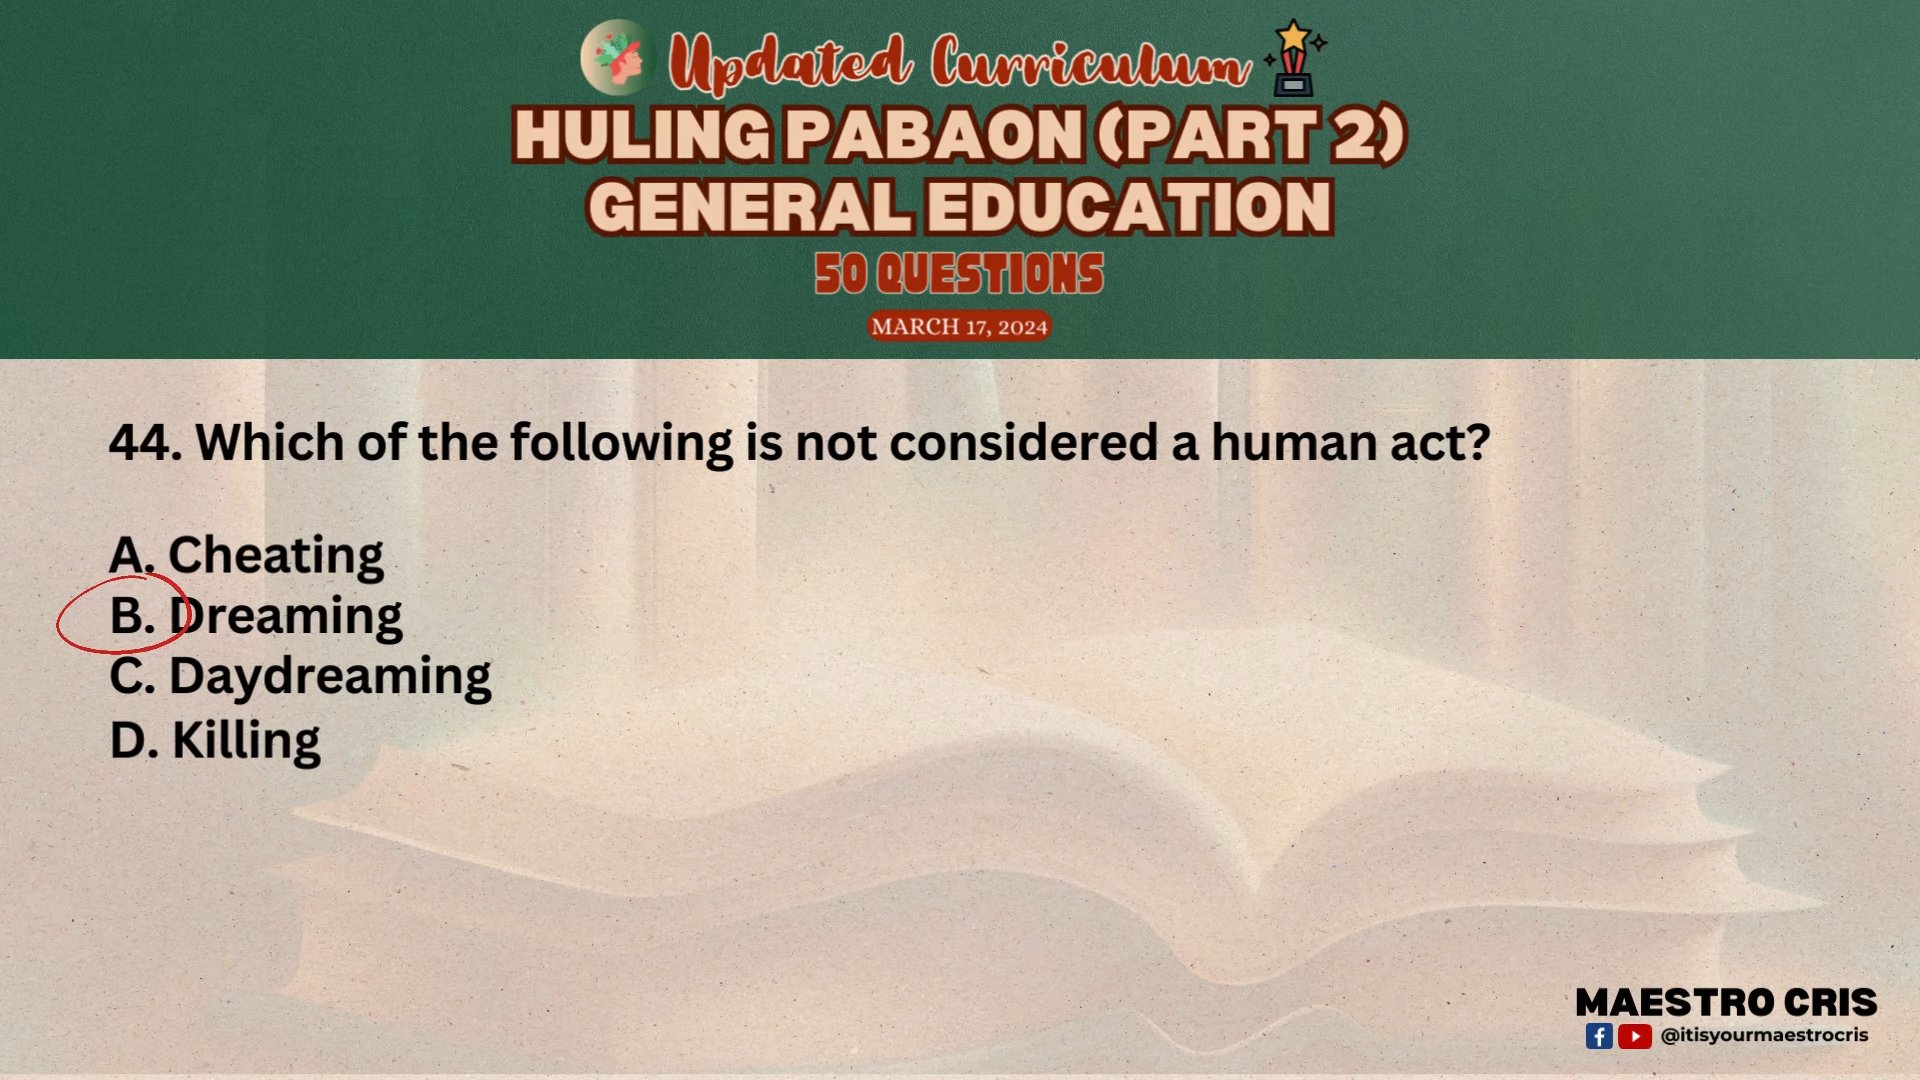 Updated Curriculum
HULING PABAON (PART 2)
GENERAL EDUCATION
50 QUESTIONS
MARCH 17, 2024
44. Which of the following is not considered a human act?
A. Cheating
B. Dreaming
C. Daydreaming
D. Killing
MAESTRO CRIS
@itisyourmaestrocris